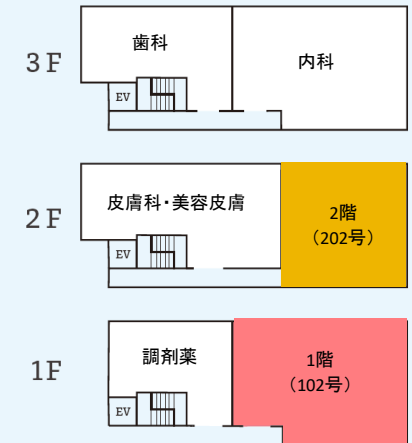 3F
歯科
内科
EV
2F
皮膚科・美容皮膚
2階
（202号）
EV
1F
調剤薬
1階
（102号）
EV